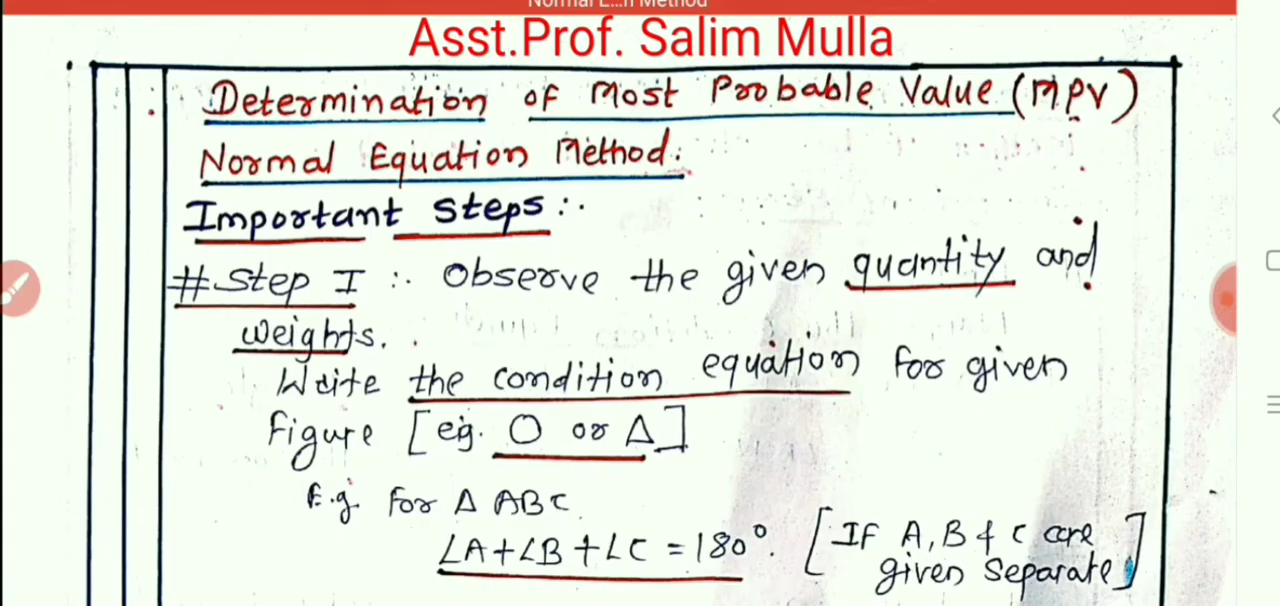 Normal E...n Method
Asst.Prof. Salim Mulla
Determination of Most Probable Value (MPV)
Normal Equation Method.
Important Steps :.
# Step I :. Observe the given quantity and
weights.
Write the condition equation for given
figure [eg. O or Δ]
E.g. for Δ ABC
∠A+∠B+∠C = 180°. [If A, B & C are
given separate]